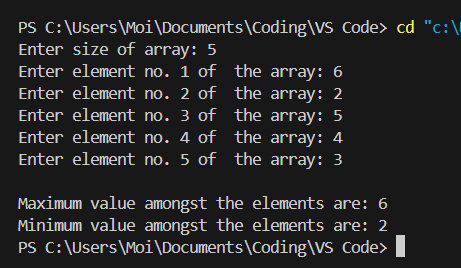 PS C:\Users\Moi\Documents\Coding\VS Code> cd "c:\
Enter size of array: 5
Enter element no. 1 of  the array: 6
Enter element no. 2 of  the array: 2
Enter element no. 3 of  the array: 5
Enter element no. 4 of  the array: 4
Enter element no. 5 of  the array: 3
Maximum value amongst the elements are: 6
Minimum value amongst the elements are: 2
PS C:\Users\Moi\Documents\Coding\VS Code>